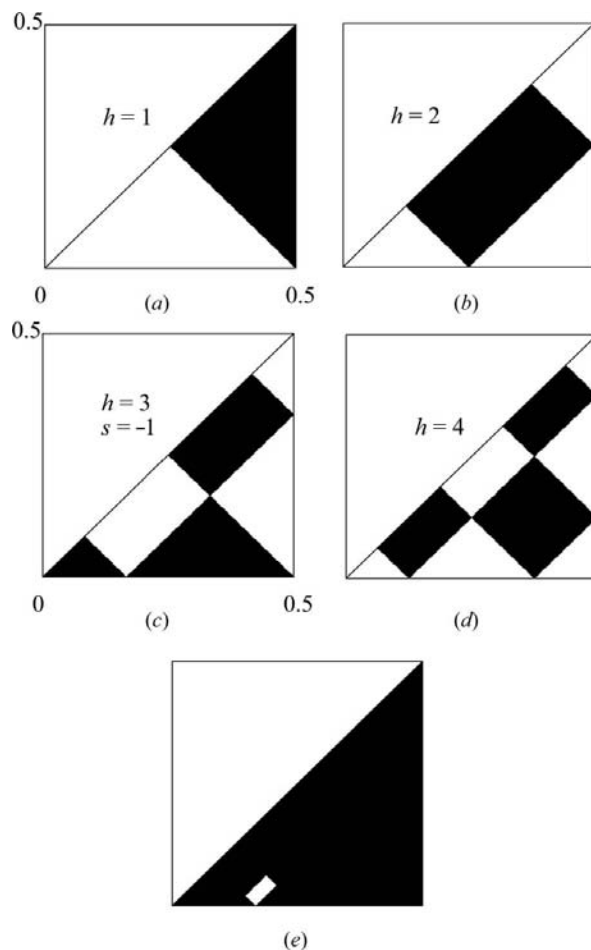 0.5
h = 1
h = 2
0 0.5
(a) (b)
0.5
h = 3
s = –1
h = 4
0 0.5
(c) (d)
(e)